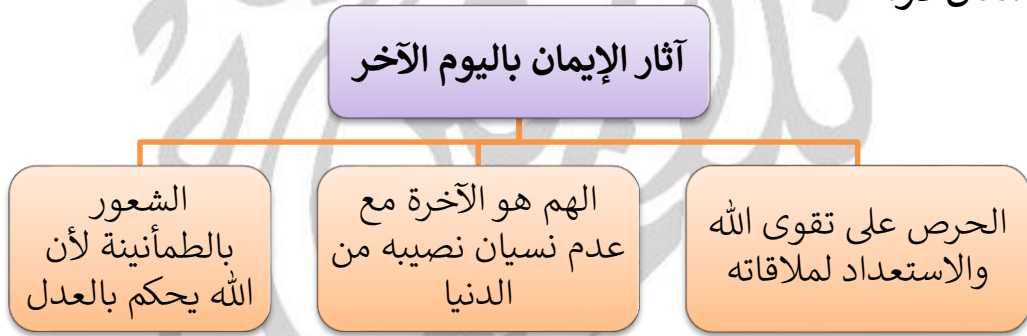 آثار الإيمان باليوم الآخر
الحرص على تقوى الله
والاستعداد لملاقاته
الهم هو الآخرة مع
عدم نسيان نصيبه من
الدنيا
الشعور
بالطمأنينة لأن
الله يحكم بالعدل